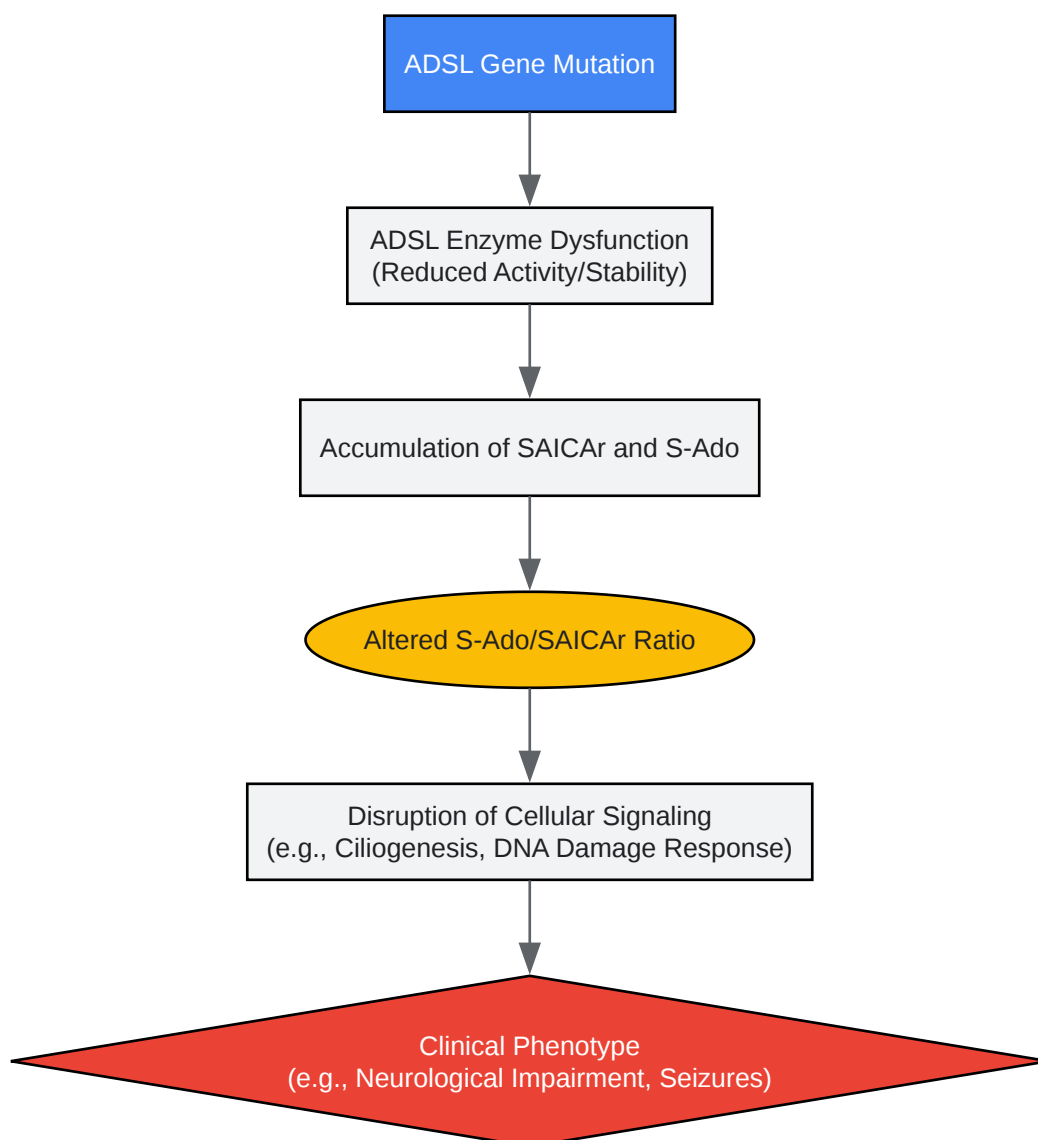 ADSL Gene Mutation
ADSL Enzyme Dysfunction
(Reduced Activity/Stability)
Accumulation of SAICAr and S-Ado
Altered S-Ado/SAICAr Ratio
Disruption of Cellular Signaling
(e.g., Ciliogenesis, DNA Damage Response)
Clinical Phenotype
(e.g., Neurological Impairment, Seizures)